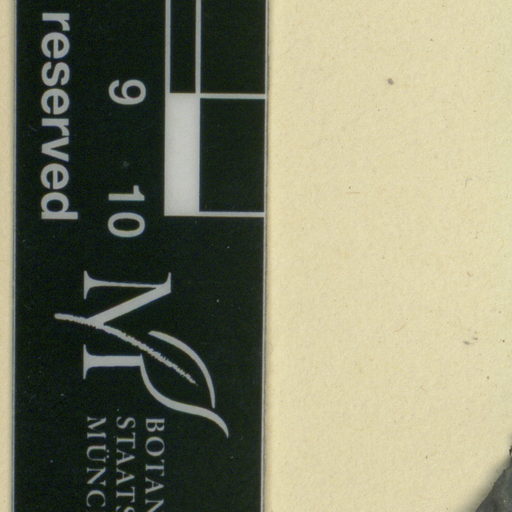 reserved
9 10
M
BOTAN
STAATS
MÜNC